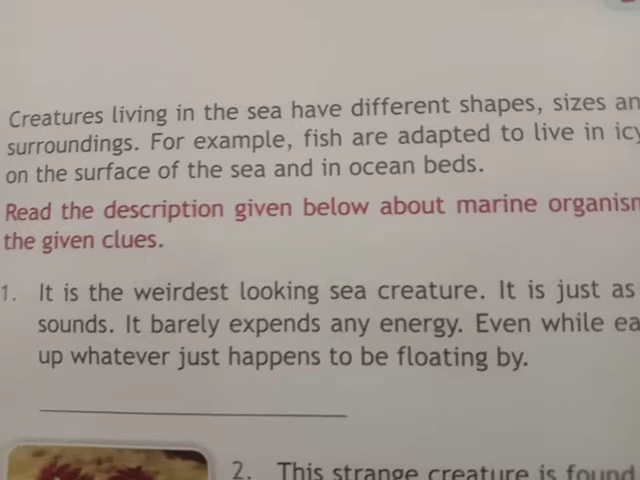 Creatures living in the sea have different shapes, sizes an
surroundings. For example, fish are adapted to live in icy
on the surface of the sea and in ocean beds.
Read the description given below about marine organism
the given clues.
1. It is the weirdest looking sea creature. It is just as
sounds. It barely expends any energy. Even while ea
up whatever just happens to be floating by.
2. This strange creature is found